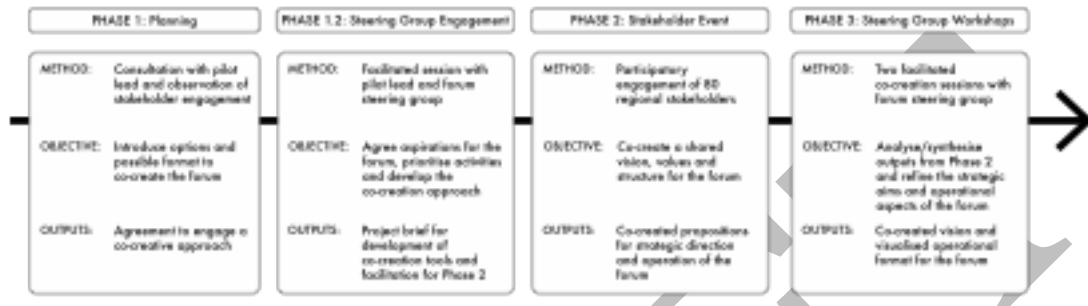 PHASE 1: Planning
METHOD: Consultation with pilot
lead and observation of
stakeholder engagement
OBJECTIVE: Introduce options and
possible format to
co-create the forum
OUTPUTS: Agreement to engage a
co-creative approach
PHASE 1.2: Steering Group Engagement
METHOD: Facilitated session with
pilot lead and forum
steering group
OBJECTIVE: Agree aspirations for the
forum, prioritise activities
and develop the
co-creation approach
OUTPUTS: Project brief for
development of
co-creation tools and
facilitation for Phase 2
PHASE 2: Stakeholder Event
METHOD: Participatory
engagement of 80
regional stakeholders
OBJECTIVE: Co-create a shared
vision, values and
structure for the forum
OUTPUTS: Co-created propositions
for strategic direction
and operation of the
forum
PHASE 3: Steering Group Workshops
METHOD: Two facilitated
co-creation sessions with
forum steering group
OBJECTIVE: Analyse/synthesise
outputs from Phase 2
and refine the strategic
aims and operational
aspects of the forum
OUTPUTS: Co-created vision and
visualised operational
format for the forum